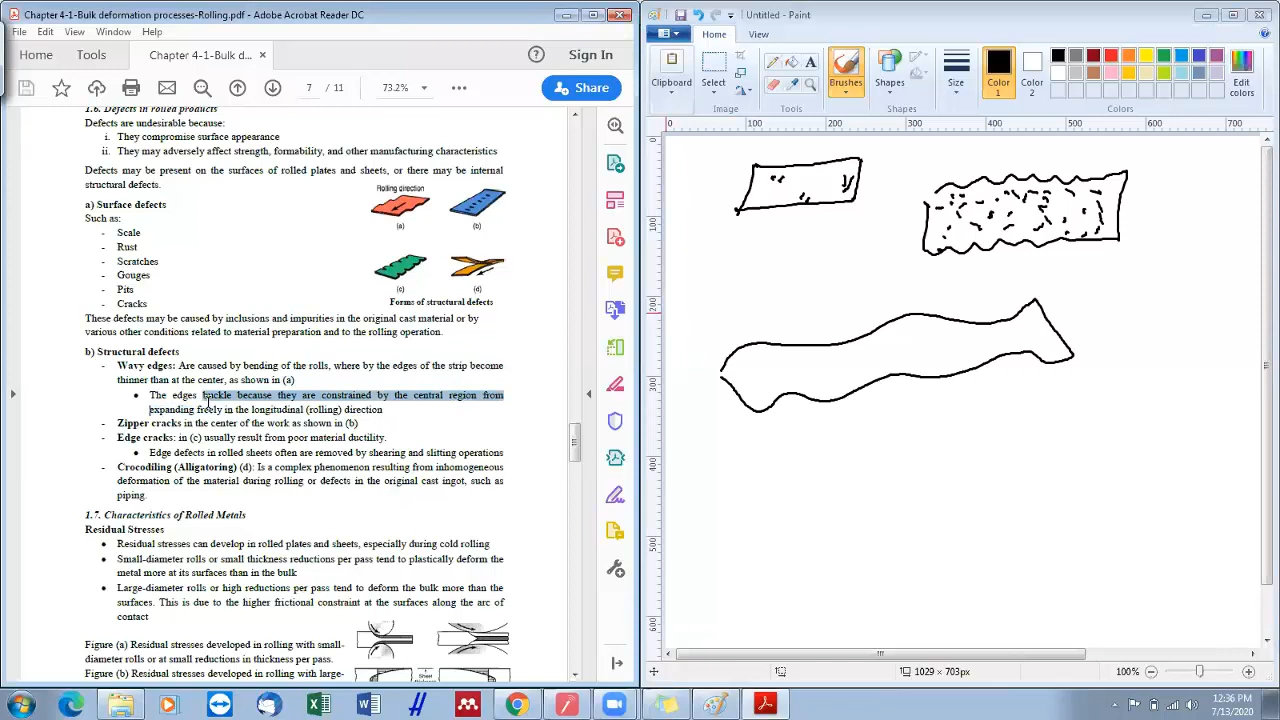 Chapter 4-1-Bulk deformation processes-Rolling.pdf - Adobe Acrobat Reader DC
File Edit View Window Help
Home Tools Chapter 4-1-Bulk d... × Sign In
7 / 11 73.2% Share
1.6. Defects in rolled products
Defects are undesirable because:
i. They compromise surface appearance
ii. They may adversely affect strength, formability, and other manufacturing characteristics
Defects may be present on the surfaces of rolled plates and sheets, or there may be internal
structural defects.
a) Surface defects
Such as:
- Scale
- Rust
- Scratches
- Gouges
- Pits
- Cracks
Rolling direction
(a) (b)
(c) (d)
Forms of structural defects
These defects may be caused by inclusions and impurities in the original cast material or by
various other conditions related to material preparation and to the rolling operation.
b) Structural defects
- Wavy edges: Are caused by bending of the rolls, where by the edges of the strip become
thinner than at the center, as shown in (a)
• The edges buckle because they are constrained by the central region from
expanding freely in the longitudinal (rolling) direction
- Zipper cracks in the center of the work as shown in (b)
- Edge cracks: in (c) usually result from poor material ductility.
• Edge defects in rolled sheets often are removed by shearing and slitting operations
- Crocodiling (Alligatoring) (d): Is a complex phenomenon resulting from inhomogeneous
deformation of the material during rolling or defects in the original cast ingot, such as
piping.
1.7. Characteristics of Rolled Metals
Residual Stresses
• Residual stresses can develop in rolled plates and sheets, especially during cold rolling
• Small-diameter rolls or small thickness reductions per pass tend to plastically deform the
metal more at its surfaces than in the bulk
• Large-diameter rolls or high reductions per pass tend to deform the bulk more than the
surfaces. This is due to the higher frictional constraint at the surfaces along the arc of
contact
Figure (a) Residual stresses developed in rolling with small-
diameter rolls or at small reductions in thickness per pass.
Figure (b) Residual stresses developed in rolling with large-
Untitled - Paint
Home View
Clipboard Select Brushes Shapes Size Color 1 Color 2 Edit colors
Image Tools Shapes Colors
0 100 200 300 400 500 600 700
0
100
200
300
400
500
600
1029 × 703px 100%
12:36 PM
7/13/2020